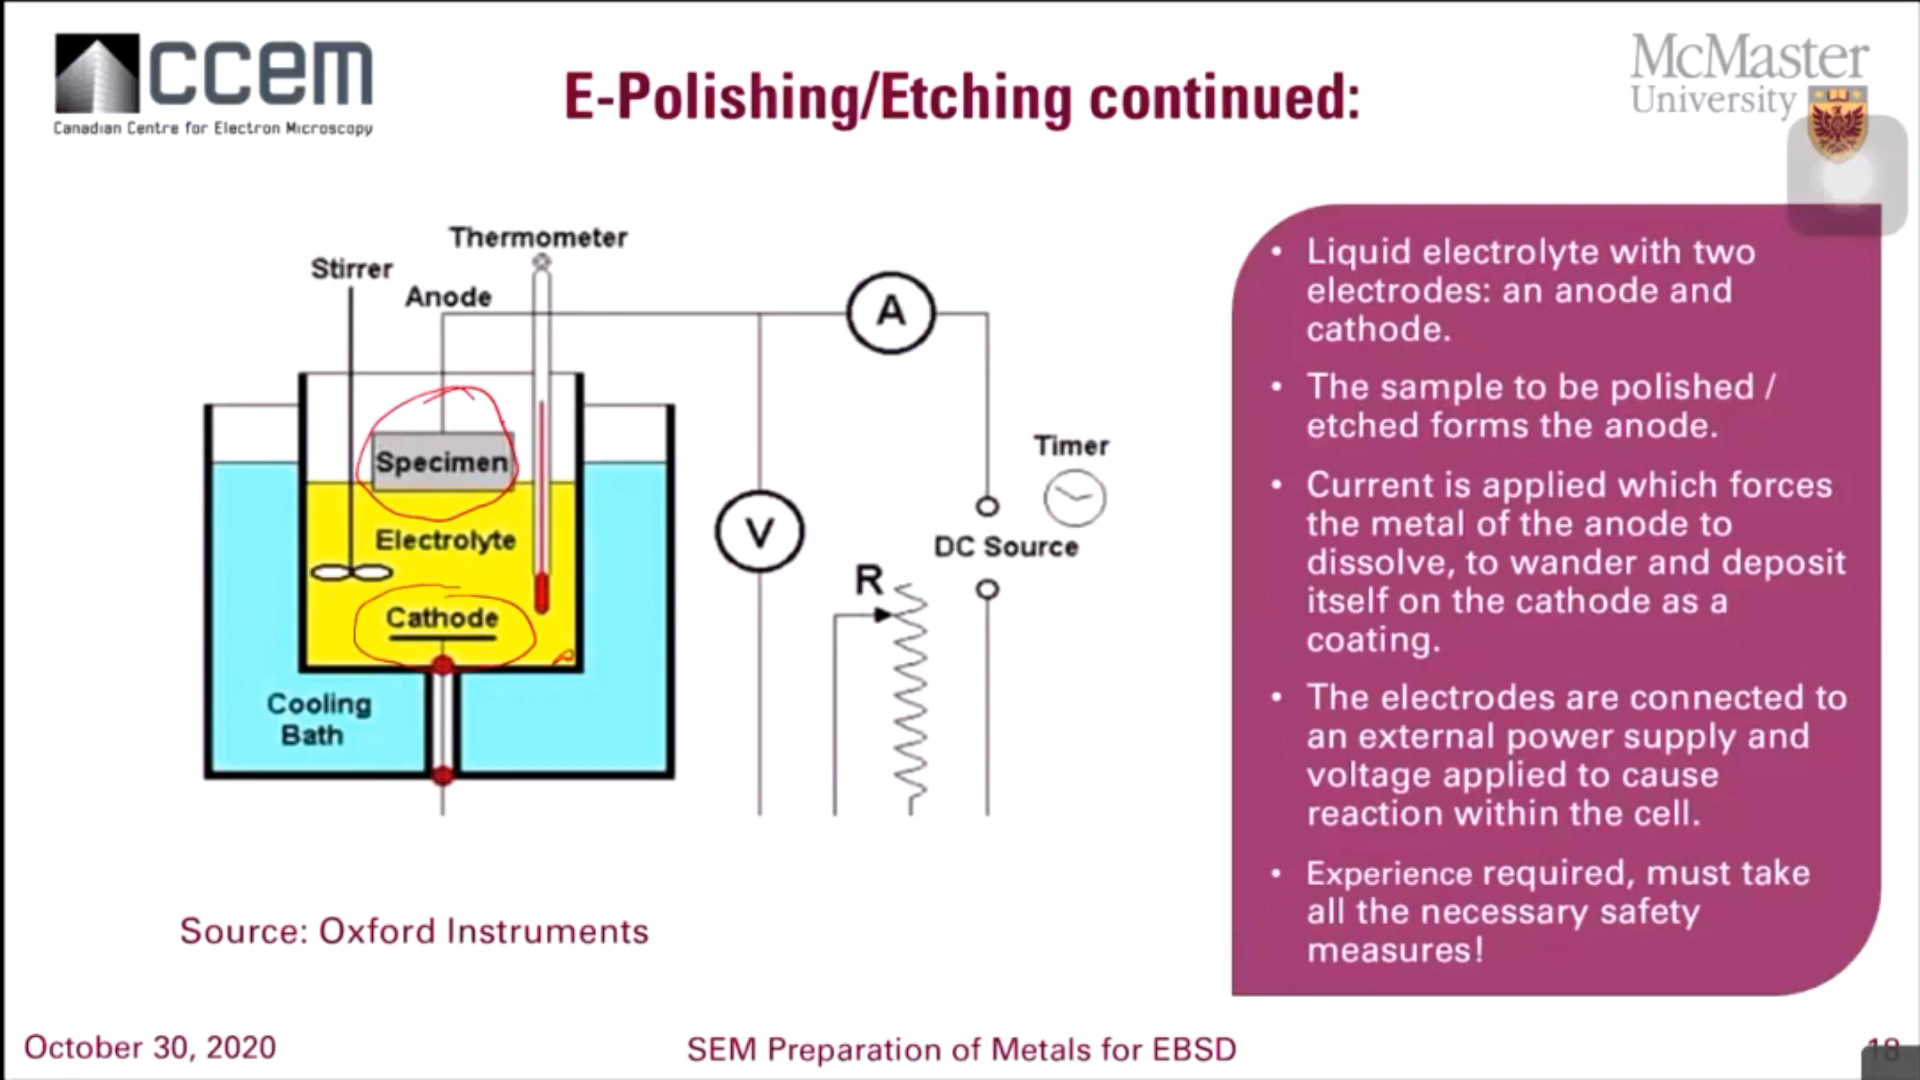 ccem
Canadian Centre for Electron Microscopy
E-Polishing/Etching continued:
McMaster
University
Thermometer
Stirrer
Anode
A
Specimen
Timer
V
Electrolyte
DC Source
R
Cathode
Cooling
Bath
Source: Oxford Instruments
• Liquid electrolyte with two
electrodes: an anode and
cathode.
• The sample to be polished /
etched forms the anode.
• Current is applied which forces
the metal of the anode to
dissolve, to wander and deposit
itself on the cathode as a
coating.
• The electrodes are connected to
an external power supply and
voltage applied to cause
reaction within the cell.
• Experience required, must take
all the necessary safety
measures!
October 30, 2020
SEM Preparation of Metals for EBSD
18